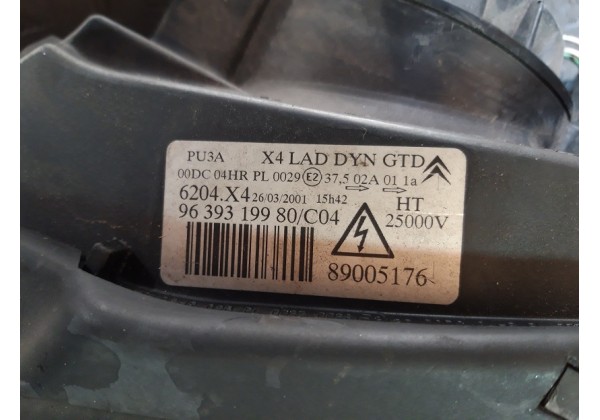 PU3A X4 LAD DYN GTD
00DC 04HR PL 0029 E2 37,5 02A 01 1a
6204.X4 26/03/2001 15h42 HT
96 393 199 80/C04 25000V
89005176